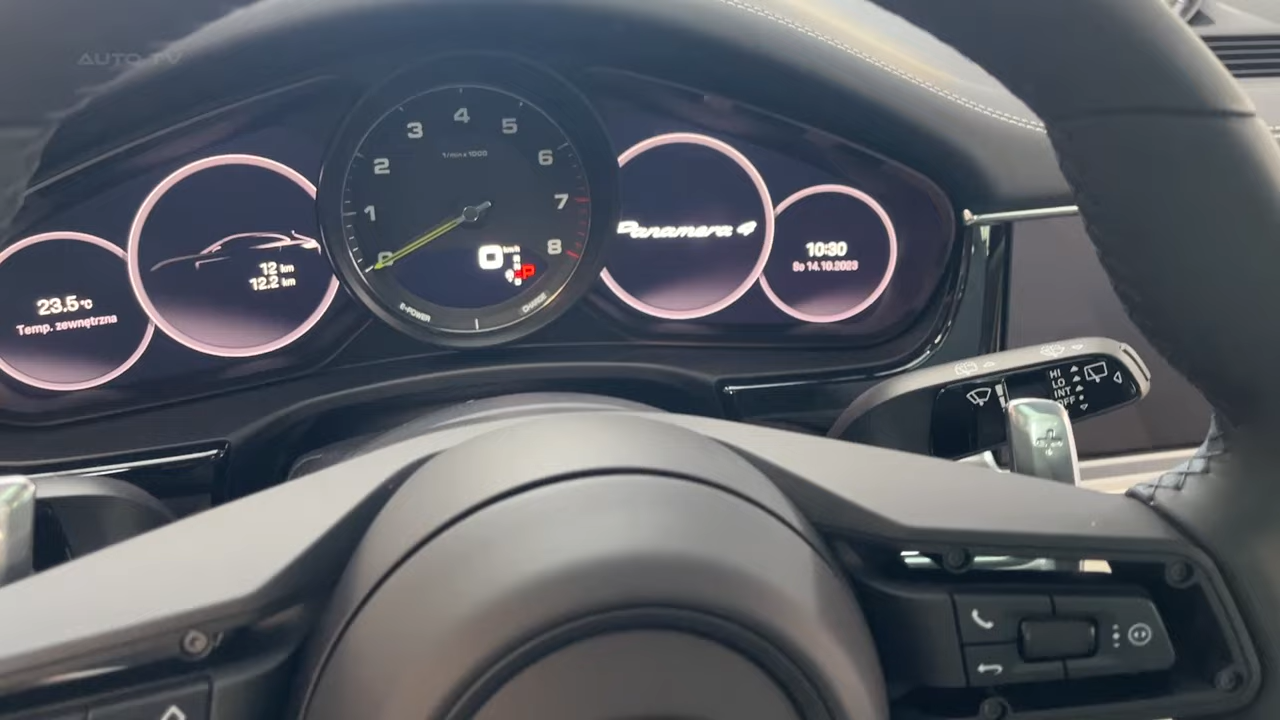 AUTO-TV
23.5°C
Temp. zewnętrzna
12 km
12.2 km
0
1
2
3
4
5
6
7
8
1/min x 1000
0 km/h
P
E-POWER
CHARGE
Panamera 4
10:30
So 14.10.2023
HI
LO
INT
OFF